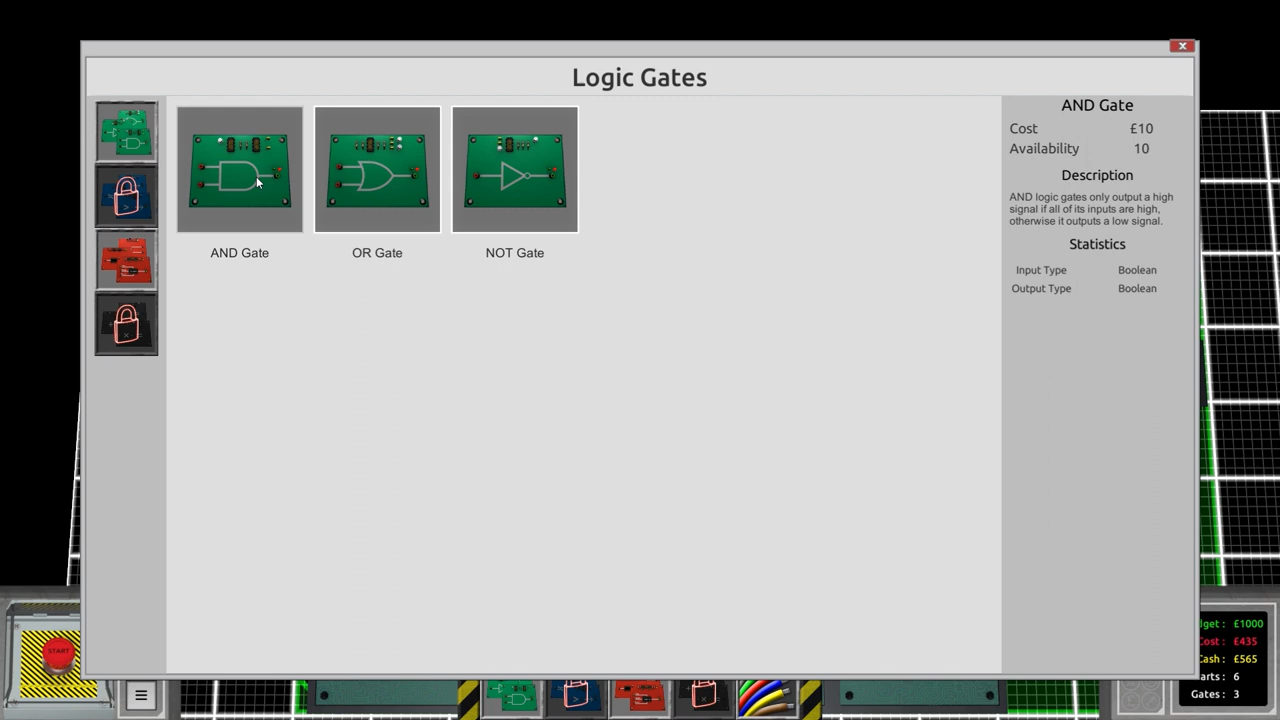 X
Logic Gates
AND Gate
OR Gate
NOT Gate
AND Gate
Cost £10
Availability 10
Description
AND logic gates only output a high
signal if all of its inputs are high,
otherwise it outputs a low signal.
Statistics
Input Type Boolean
Output Type Boolean
START
dget : £1000
Cost : £435
Cash : £565
arts : 6
Gates : 3